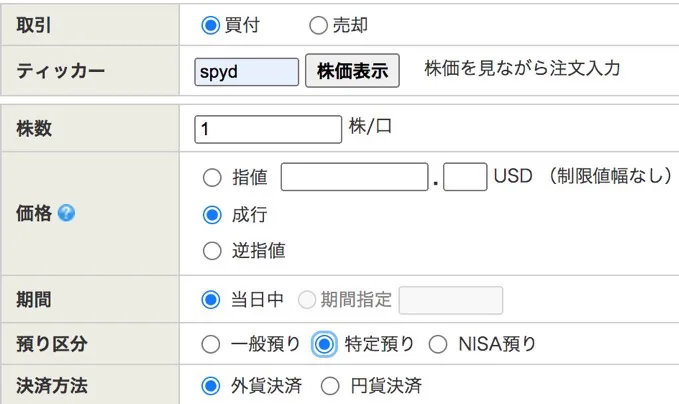 取引 買付 売却
ティッカー spyd 株価表示 株価を見ながら注文入力
株数 1 株/口
指値 . USD （制限値幅なし）
価格 ? 成行
逆指値
期間 当日中 期間指定
預り区分 一般預り 特定預り NISA預り
決済方法 外貨決済 円貨決済